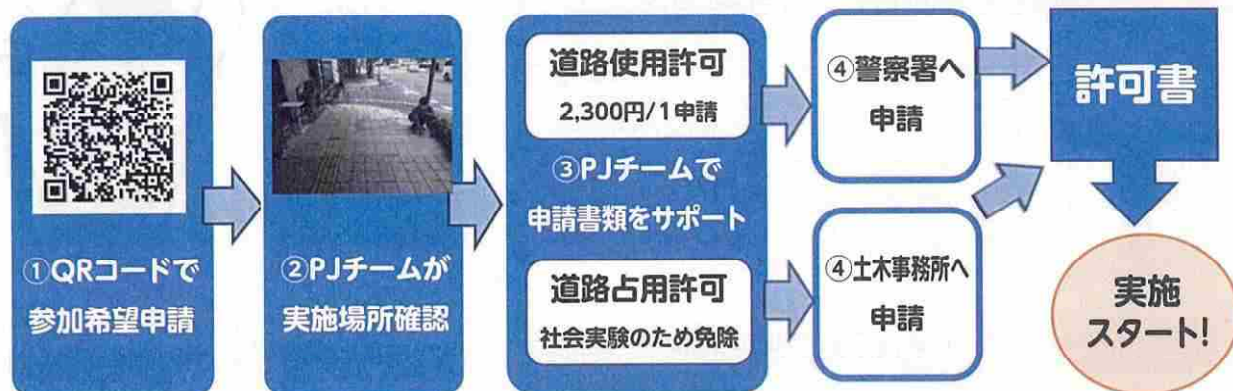 ①QRコードで
参加希望申請
②PJチームが
実施場所確認
道路使用許可
2,300円/1申請
③PJチームで
申請書類をサポート
道路占用許可
社会実験のため免除
④警察署へ
申請
④土木事務所へ
申請
許可書
実施
スタート!